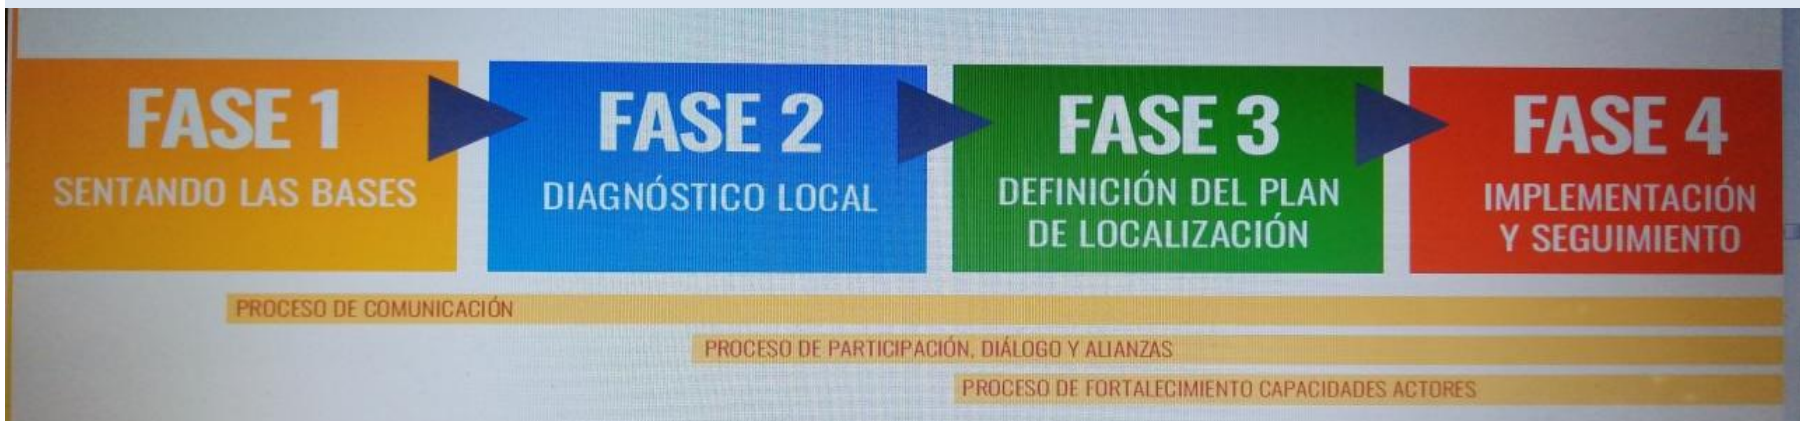 FASE 1
SENTANDO LAS BASES
FASE 2
DIAGNÓSTICO LOCAL
FASE 3
DEFINICIÓN DEL PLAN
DE LOCALIZACIÓN
FASE 4
IMPLEMENTACIÓN
Y SEGUIMIENTO
PROCESO DE COMUNICACIÓN
PROCESO DE PARTICIPACIÓN, DIÁLOGO Y ALIANZAS
PROCESO DE FORTALECIMIENTO CAPACIDADES ACTORES